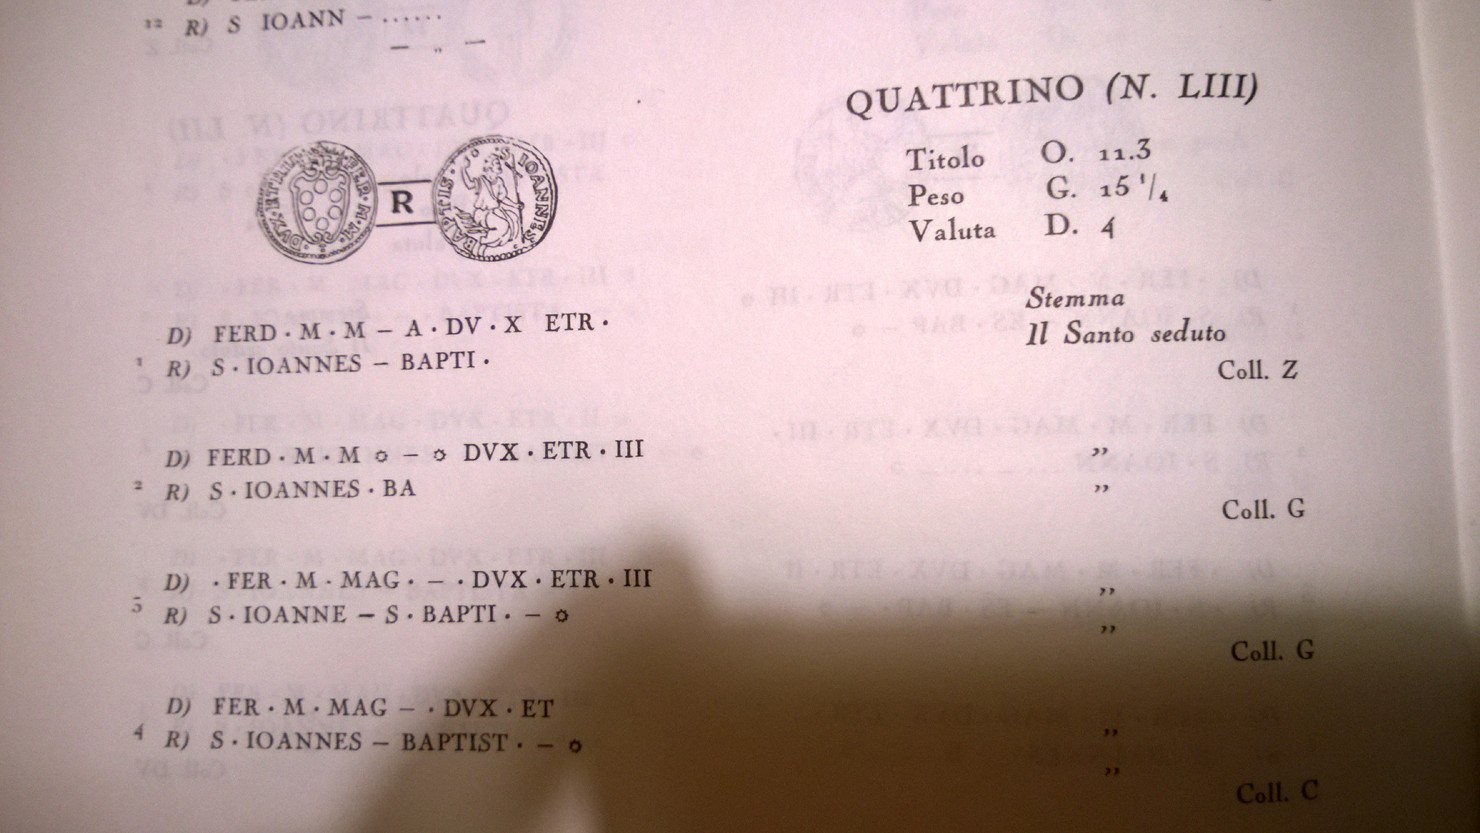 12 R) S IOANN – ······
— „ —
QUATTRINO (N. LIII)
R
Titolo O. 11.3
Peso G. 15 1/4
Valuta D. 4
D) FERD · M · M – A · DV · X ETR · Stemma
1 R) S · IOANNES – BAPTI · Il Santo seduto
Coll. Z
D) FERD · M · M ✿ – ✿ DVX · ETR · III ,,
2 R) S · IOANNES · BA ,,
Coll. G
D) · FER · M · MAG · – · DVX · ETR · III ,,
3 R) S · IOANNE – S · BAPTI · – ✿ ,,
Coll. G
D) FER · M · MAG – · DVX · ET ,,
4 R) S · IOANNES – BAPTIST · – ✿ ,,
Coll. C